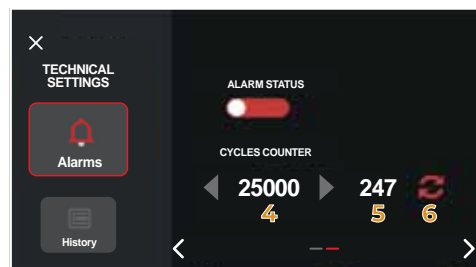 TECHNICAL
SETTINGS
Alarms
History
ALARM STATUS
CYCLES COUNTER
25000
247
4
5
6